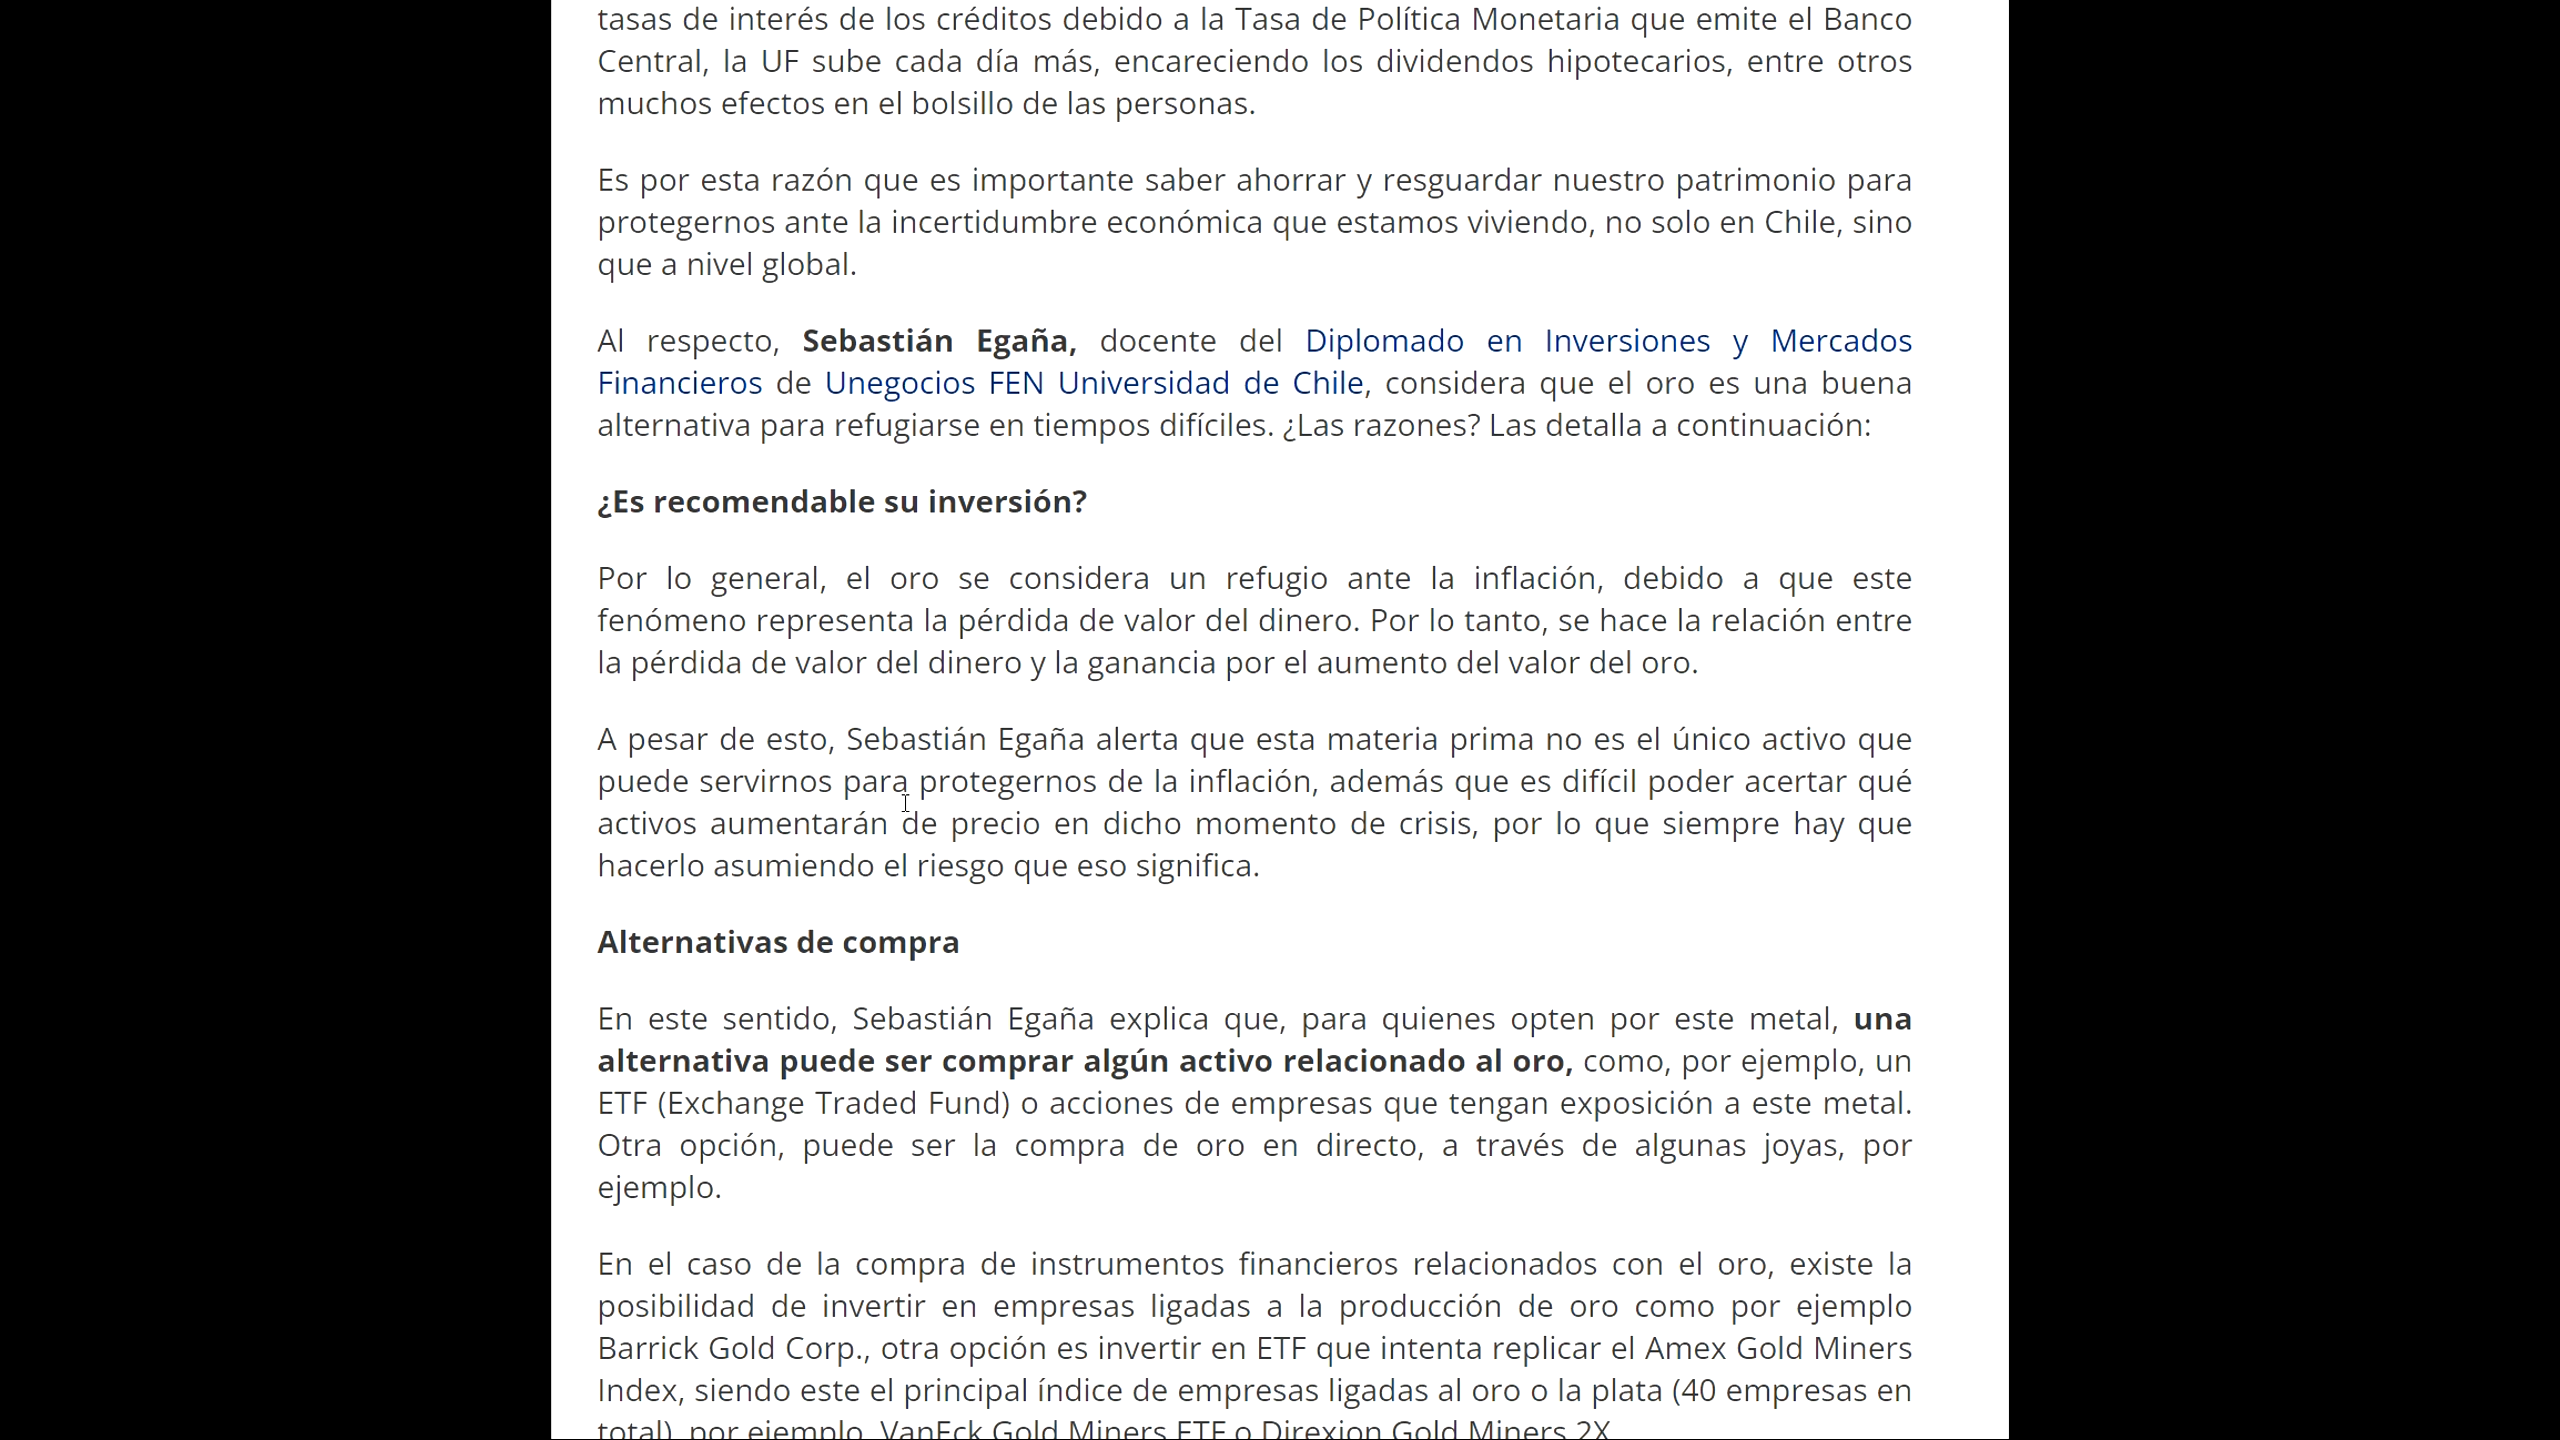 tasas de interés de los créditos debido a la Tasa de Política Monetaria que emite el Banco
Central, la UF sube cada día más, encareciendo los dividendos hipotecarios, entre otros
muchos efectos en el bolsillo de las personas.
Es por esta razón que es importante saber ahorrar y resguardar nuestro patrimonio para
protegernos ante la incertidumbre económica que estamos viviendo, no solo en Chile, sino
que a nivel global.
Al respecto, Sebastián Egaña, docente del Diplomado en Inversiones y Mercados
Financieros de Unegocios FEN Universidad de Chile, considera que el oro es una buena
alternativa para refugiarse en tiempos difíciles. ¿Las razones? Las detalla a continuación:
¿Es recomendable su inversión?
Por lo general, el oro se considera un refugio ante la inflación, debido a que este
fenómeno representa la pérdida de valor del dinero. Por lo tanto, se hace la relación entre
la pérdida de valor del dinero y la ganancia por el aumento del valor del oro.
A pesar de esto, Sebastián Egaña alerta que esta materia prima no es el único activo que
puede servirnos para protegernos de la inflación, además que es difícil poder acertar qué
activos aumentarán de precio en dicho momento de crisis, por lo que siempre hay que
hacerlo asumiendo el riesgo que eso significa.
Alternativas de compra
En este sentido, Sebastián Egaña explica que, para quienes opten por este metal, una
alternativa puede ser comprar algún activo relacionado al oro, como, por ejemplo, un
ETF (Exchange Traded Fund) o acciones de empresas que tengan exposición a este metal.
Otra opción, puede ser la compra de oro en directo, a través de algunas joyas, por
ejemplo.
En el caso de la compra de instrumentos financieros relacionados con el oro, existe la
posibilidad de invertir en empresas ligadas a la producción de oro como por ejemplo
Barrick Gold Corp., otra opción es invertir en ETF que intenta replicar el Amex Gold Miners
Index, siendo este el principal índice de empresas ligadas al oro o la plata (40 empresas en
total), por ejemplo, VanEck Gold Miners ETF o Direxion Gold Miners 2X